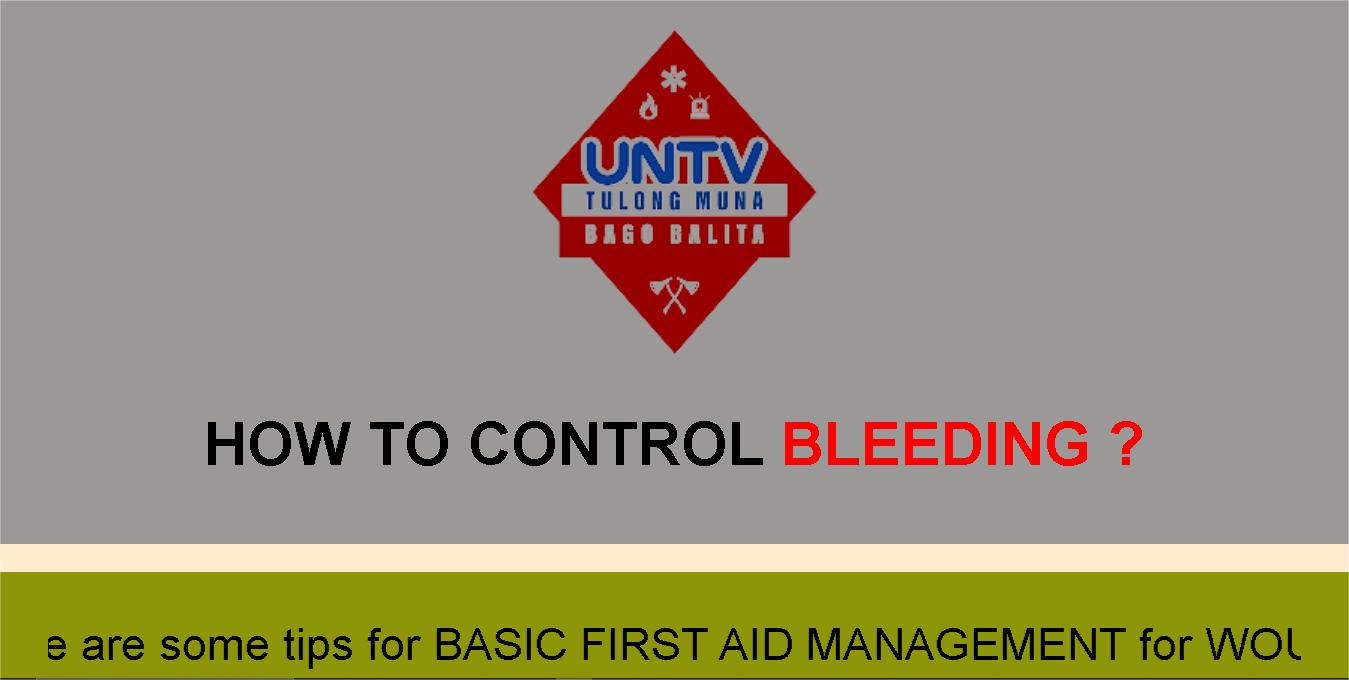 UNTV
TULONG MUNA
BAGO BALITA
HOW TO CONTROL BLEEDING ?
e are some tips for BASIC FIRST AID MANAGEMENT for WOU